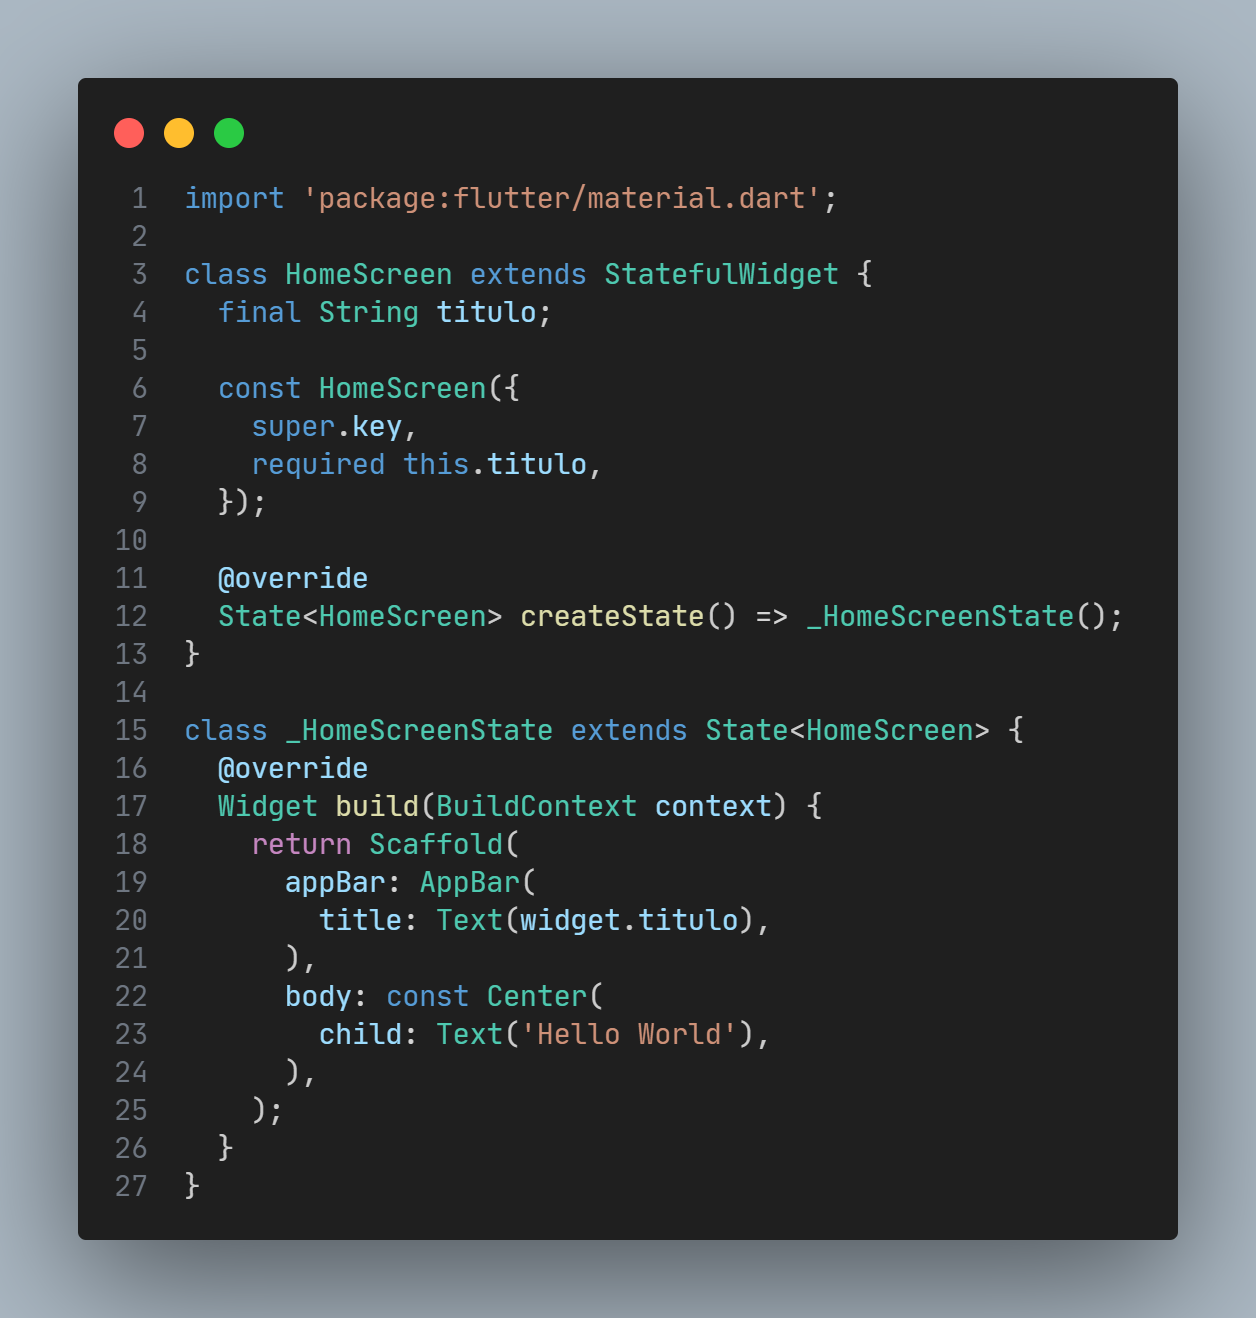 1 import 'package:flutter/material.dart';
2
3 class HomeScreen extends StatefulWidget {
4   final String titulo;
5
6   const HomeScreen({
7     super.key,
8     required this.titulo,
9   });
10
11   @override
12   State<HomeScreen> createState() => _HomeScreenState();
13 }
14
15 class _HomeScreenState extends State<HomeScreen> {
16   @override
17   Widget build(BuildContext context) {
18     return Scaffold(
19       appBar: AppBar(
20         title: Text(widget.titulo),
21       ),
22       body: const Center(
23         child: Text('Hello World'),
24       ),
25     );
26   }
27 }